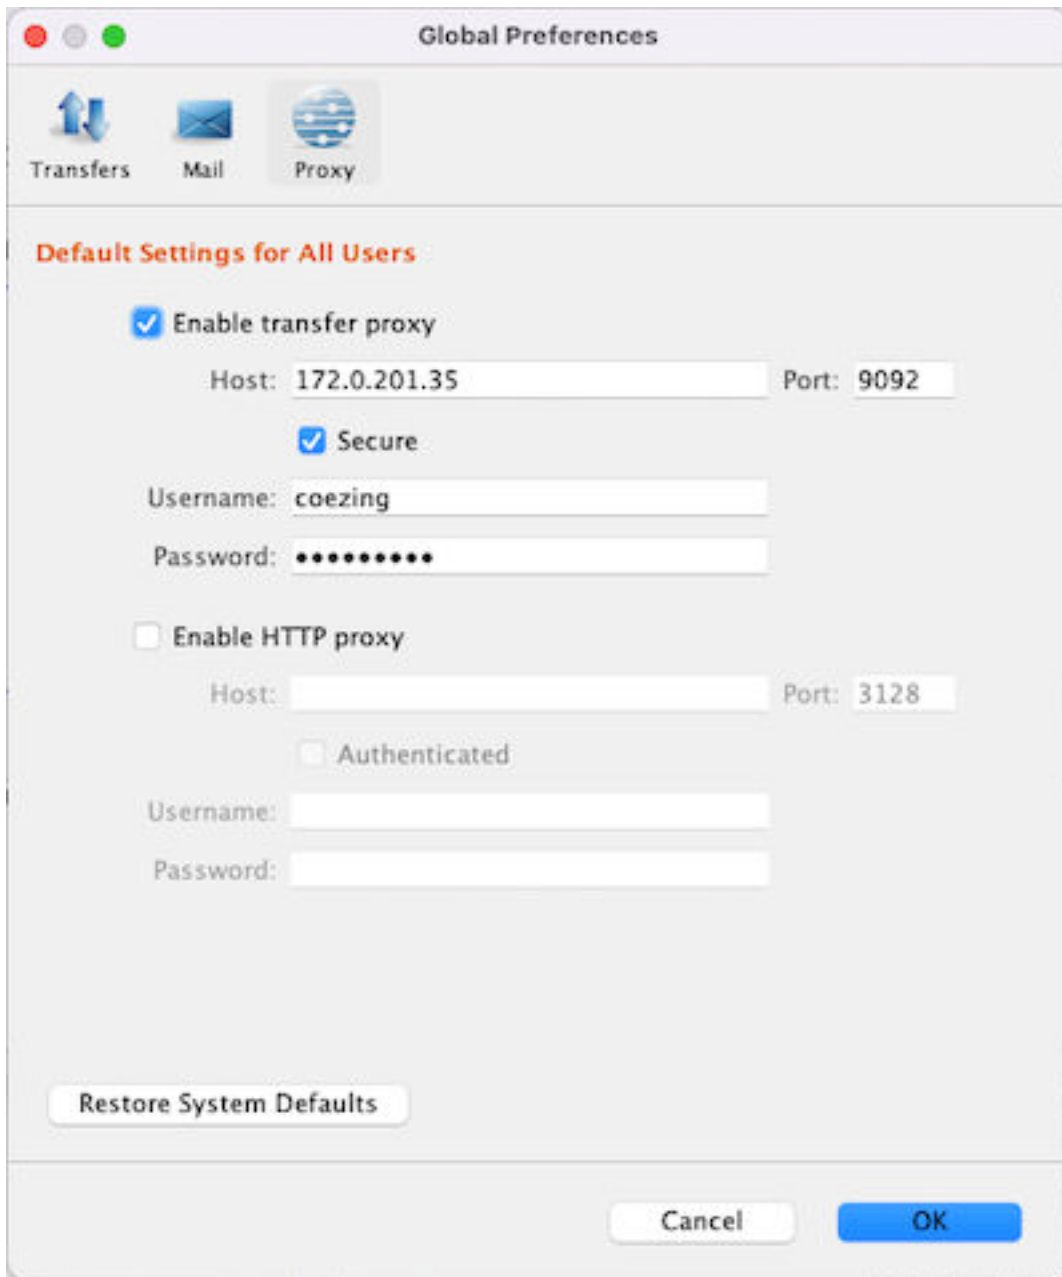 Global Preferences
Transfers Mail Proxy
Default Settings for All Users
Enable transfer proxy
Host: 172.0.201.35 Port: 9092
Secure
Username: coezing
Password: •••••••••
Enable HTTP proxy
Host: Port: 3128
Authenticated
Username:
Password:
Restore System Defaults
Cancel OK